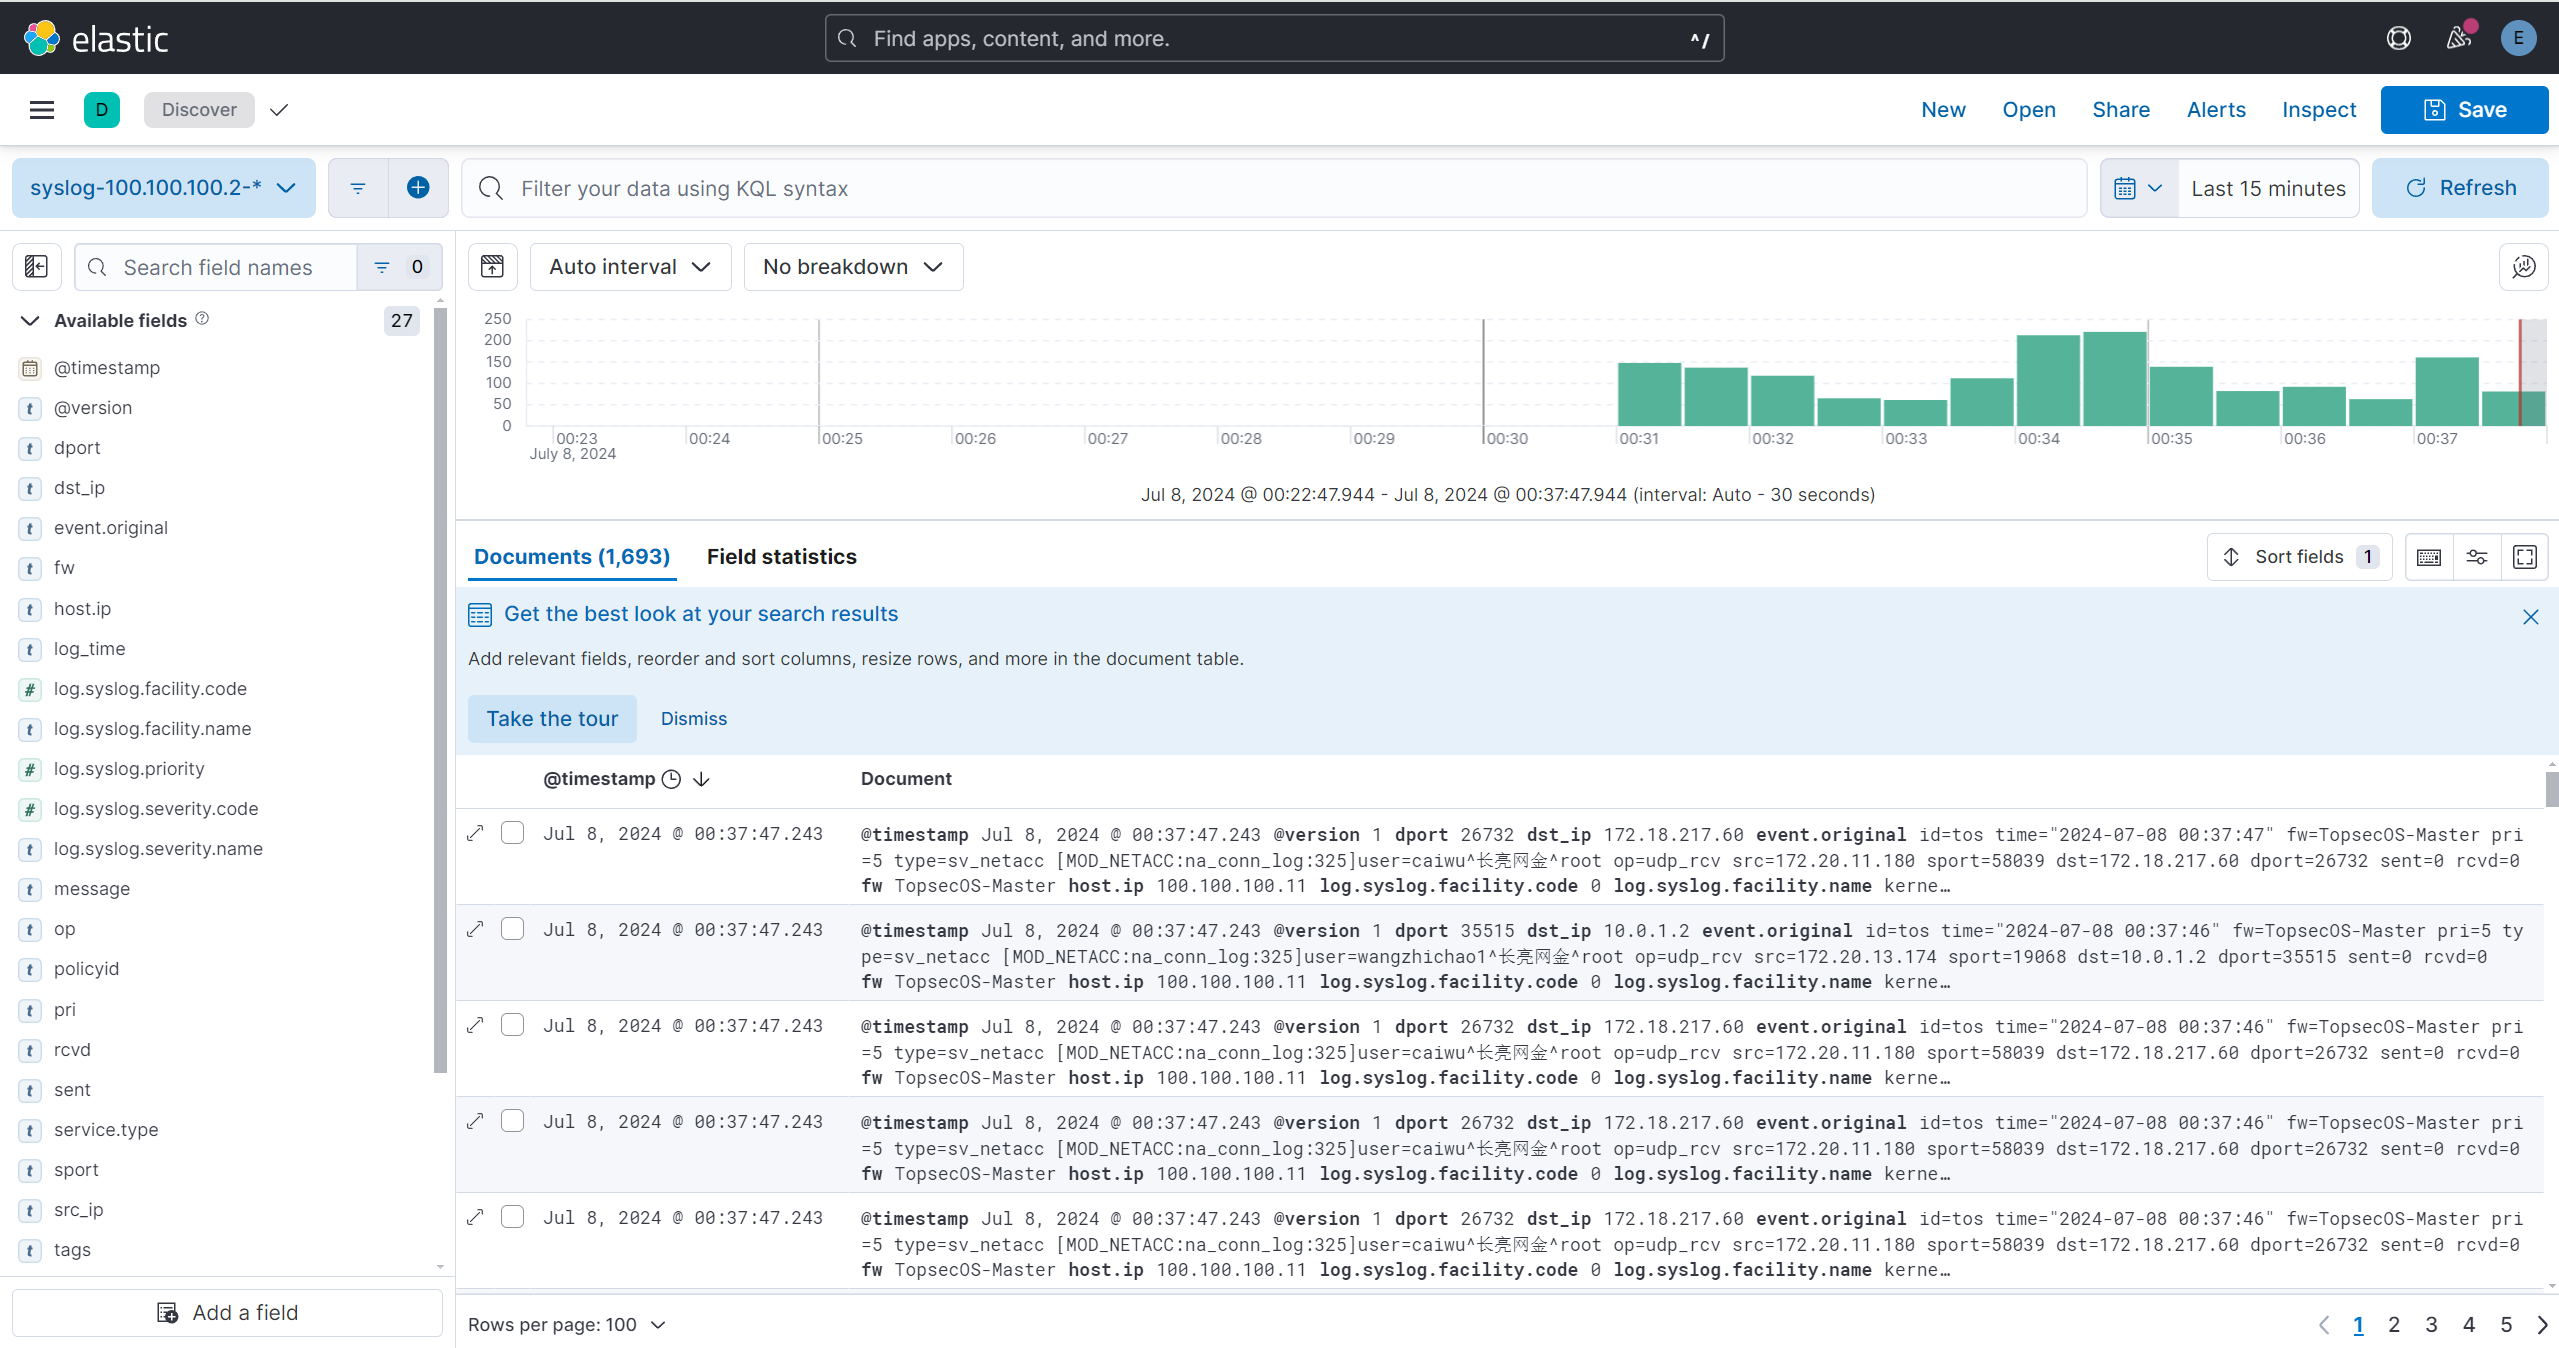 elastic
Find apps, content, and more.
^/
E
D
Discover
New
Open
Share
Alerts
Inspect
Save
syslog-100.100.100.2-*
Filter your data using KQL syntax
Last 15 minutes
Refresh
Search field names
0
Auto interval
No breakdown
Available fields
27
@timestamp
@version
dport
dst_ip
event.original
fw
host.ip
log_time
log.syslog.facility.code
log.syslog.facility.name
log.syslog.priority
log.syslog.severity.code
log.syslog.severity.name
message
op
policyid
pri
rcvd
sent
service.type
sport
src_ip
tags
Add a field
250
200
150
100
50
0
00:23
00:24
00:25
00:26
00:27
00:28
00:29
00:30
00:31
00:32
00:33
00:34
00:35
00:36
00:37
July 8, 2024
Jul 8, 2024 @ 00:22:47.944 - Jul 8, 2024 @ 00:37:47.944 (interval: Auto - 30 seconds)
Documents (1,693)
Field statistics
Sort fields 1
Get the best look at your search results
Add relevant fields, reorder and sort columns, resize rows, and more in the document table.
Take the tour
Dismiss
@timestamp
Document
Jul 8, 2024 @ 00:37:47.243
@timestamp Jul 8, 2024 @ 00:37:47.243 @version 1 dport 26732 dst_ip 172.18.217.60 event.original id=tos time="2024-07-08 00:37:47" fw=TopsecOS-Master pri
=5 type=sv_netacc [MOD_NETACC:na_conn_log:325]user=caiwu^长亮网金^root op=udp_rcv src=172.20.11.180 sport=58039 dst=172.18.217.60 dport=26732 sent=0 rcvd=0
fw TopsecOS-Master host.ip 100.100.100.11 log.syslog.facility.code 0 log.syslog.facility.name kerne…
Jul 8, 2024 @ 00:37:47.243
@timestamp Jul 8, 2024 @ 00:37:47.243 @version 1 dport 35515 dst_ip 10.0.1.2 event.original id=tos time="2024-07-08 00:37:46" fw=TopsecOS-Master pri=5 ty
pe=sv_netacc [MOD_NETACC:na_conn_log:325]user=wangzhichao1^长亮网金^root op=udp_rcv src=172.20.13.174 sport=19068 dst=10.0.1.2 dport=35515 sent=0 rcvd=0
fw TopsecOS-Master host.ip 100.100.100.11 log.syslog.facility.code 0 log.syslog.facility.name kerne…
Jul 8, 2024 @ 00:37:47.243
@timestamp Jul 8, 2024 @ 00:37:47.243 @version 1 dport 26732 dst_ip 172.18.217.60 event.original id=tos time="2024-07-08 00:37:46" fw=TopsecOS-Master pri
=5 type=sv_netacc [MOD_NETACC:na_conn_log:325]user=caiwu^长亮网金^root op=udp_rcv src=172.20.11.180 sport=58039 dst=172.18.217.60 dport=26732 sent=0 rcvd=0
fw TopsecOS-Master host.ip 100.100.100.11 log.syslog.facility.code 0 log.syslog.facility.name kerne…
Jul 8, 2024 @ 00:37:47.243
@timestamp Jul 8, 2024 @ 00:37:47.243 @version 1 dport 26732 dst_ip 172.18.217.60 event.original id=tos time="2024-07-08 00:37:46" fw=TopsecOS-Master pri
=5 type=sv_netacc [MOD_NETACC:na_conn_log:325]user=caiwu^长亮网金^root op=udp_rcv src=172.20.11.180 sport=58039 dst=172.18.217.60 dport=26732 sent=0 rcvd=0
fw TopsecOS-Master host.ip 100.100.100.11 log.syslog.facility.code 0 log.syslog.facility.name kerne…
Jul 8, 2024 @ 00:37:47.243
@timestamp Jul 8, 2024 @ 00:37:47.243 @version 1 dport 26732 dst_ip 172.18.217.60 event.original id=tos time="2024-07-08 00:37:46" fw=TopsecOS-Master pri
=5 type=sv_netacc [MOD_NETACC:na_conn_log:325]user=caiwu^长亮网金^root op=udp_rcv src=172.20.11.180 sport=58039 dst=172.18.217.60 dport=26732 sent=0 rcvd=0
fw TopsecOS-Master host.ip 100.100.100.11 log.syslog.facility.code 0 log.syslog.facility.name kerne…
Rows per page: 100
1 2 3 4 5